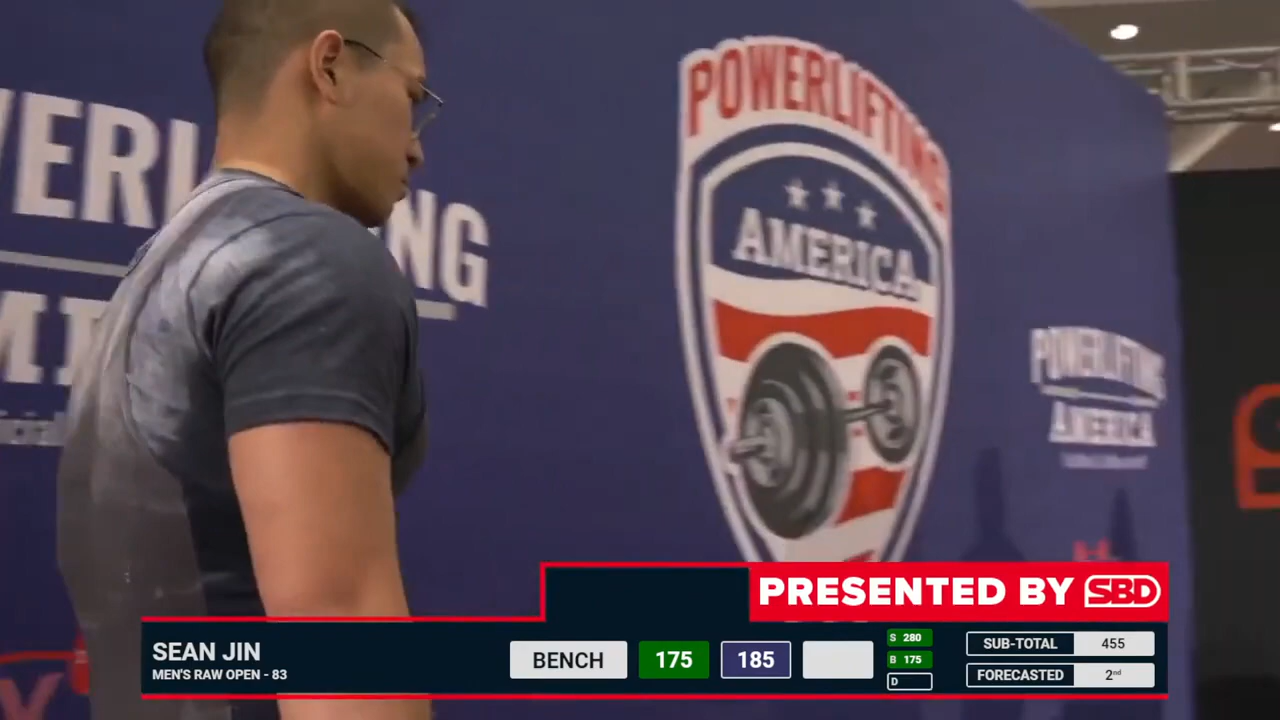 POWERLIFTING
AMERICA
POWERLIFTING
AMERICA
PRESENTED BY SBD
SEAN JIN
MEN'S RAW OPEN - 83
BENCH 175 185
S 280
B 175
D
SUB-TOTAL 455
FORECASTED 2nd